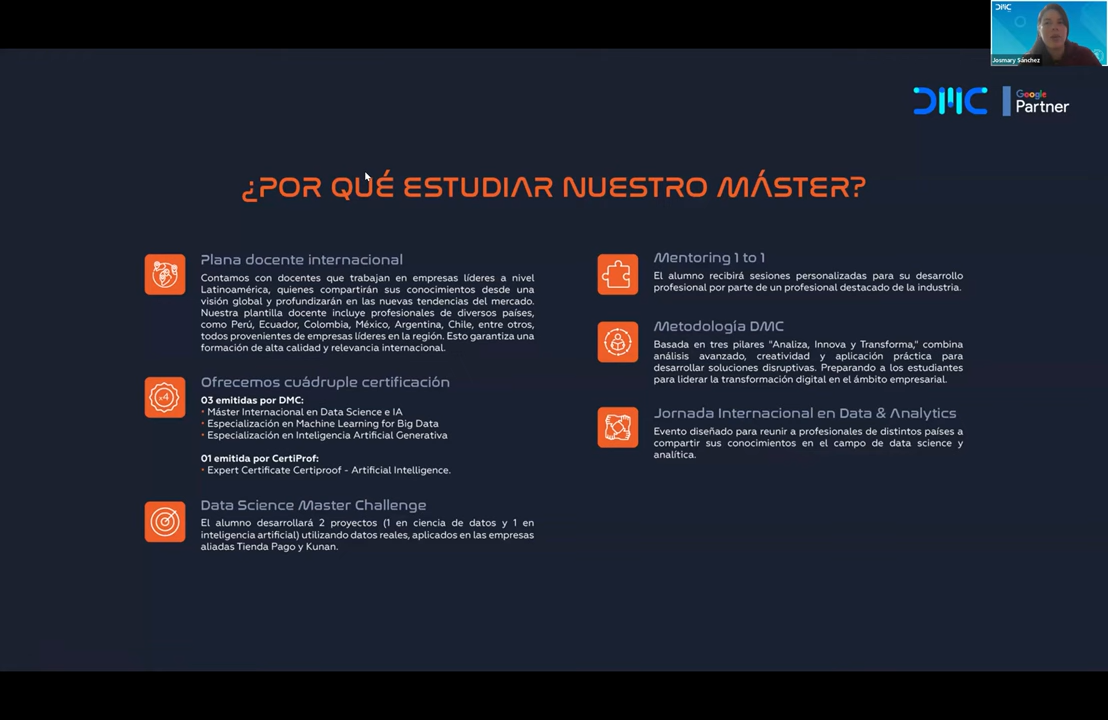 DMC
Josmary Sánchez
DMC
Google
Partner
¿POR QUÉ ESTUDIAR NUESTRO MÁSTER?
Plana docente internacional
Contamos con docentes que trabajan en empresas líderes a nivel
Latinoamérica, quienes compartirán sus conocimientos desde una
visión global y profundizarán en las nuevas tendencias del mercado.
Nuestra plantilla docente incluye profesionales de diversos países,
como Perú, Ecuador, Colombia, México, Argentina, Chile, entre otros,
todos provenientes de empresas líderes en la región. Esto garantiza una
formación de alta calidad y relevancia internacional.
x4
Ofrecemos cuádruple certificación
03 emitidas por DMC:
• Máster Internacional en Data Science e IA
• Especialización en Machine Learning for Big Data
• Especialización en Inteligencia Artificial Generativa
01 emitida por CertiProf:
• Expert Certificate Certiproof - Artificial Intelligence.
Data Science Master Challenge
El alumno desarrollará 2 proyectos (1 en ciencia de datos y 1 en
inteligencia artificial) utilizando datos reales, aplicados en las empresas
aliadas Tienda Pago y Kunan.
Mentoring 1 to 1
El alumno recibirá sesiones personalizadas para su desarrollo
profesional por parte de un profesional destacado de la industria.
Metodología DMC
Basada en tres pilares "Analiza, Innova y Transforma," combina
análisis avanzado, creatividad y aplicación práctica para
desarrollar soluciones disruptivas. Preparando a los estudiantes
para liderar la transformación digital en el ámbito empresarial.
Jornada Internacional en Data & Analytics
Evento diseñado para reunir a profesionales de distintos países a
compartir sus conocimientos en el campo de data science y
analítica.